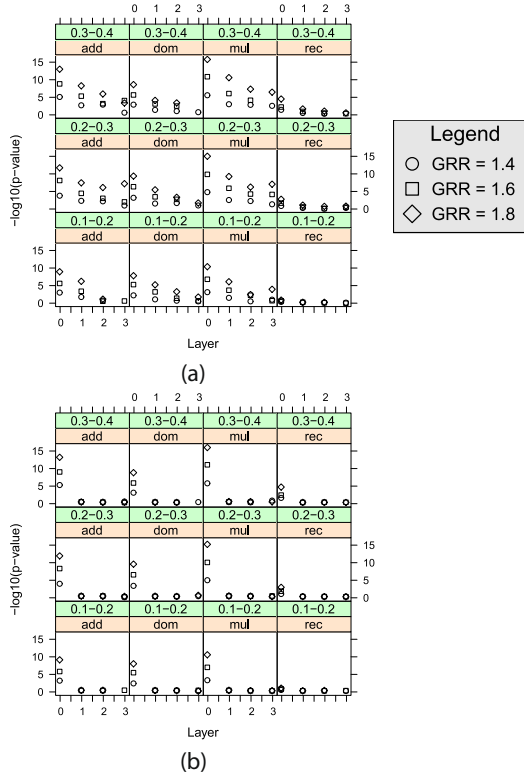 0 1 2 3 0 1 2 3
0.3−0.4 0.3−0.4 0.3−0.4 0.3−0.4
add dom mul rec
15
10
5
0
0.2−0.3 0.2−0.3 0.2−0.3 0.2−0.3
add dom mul rec
15
10
5
0
0.1−0.2 0.1−0.2 0.1−0.2 0.1−0.2
add dom mul rec
15
10
5
0
−log10(p−value)
0 1 2 3 0 1 2 3
Layer
(a)
Legend
GRR = 1.4
GRR = 1.6
GRR = 1.8
0 1 2 3 0 1 2 3
0.3−0.4 0.3−0.4 0.3−0.4 0.3−0.4
add dom mul rec
15
10
5
0
0.2−0.3 0.2−0.3 0.2−0.3 0.2−0.3
add dom mul rec
15
10
5
0
0.1−0.2 0.1−0.2 0.1−0.2 0.1−0.2
add dom mul rec
15
10
5
0
−log10(p−value)
0 1 2 3 0 1 2 3
Layer
(b)